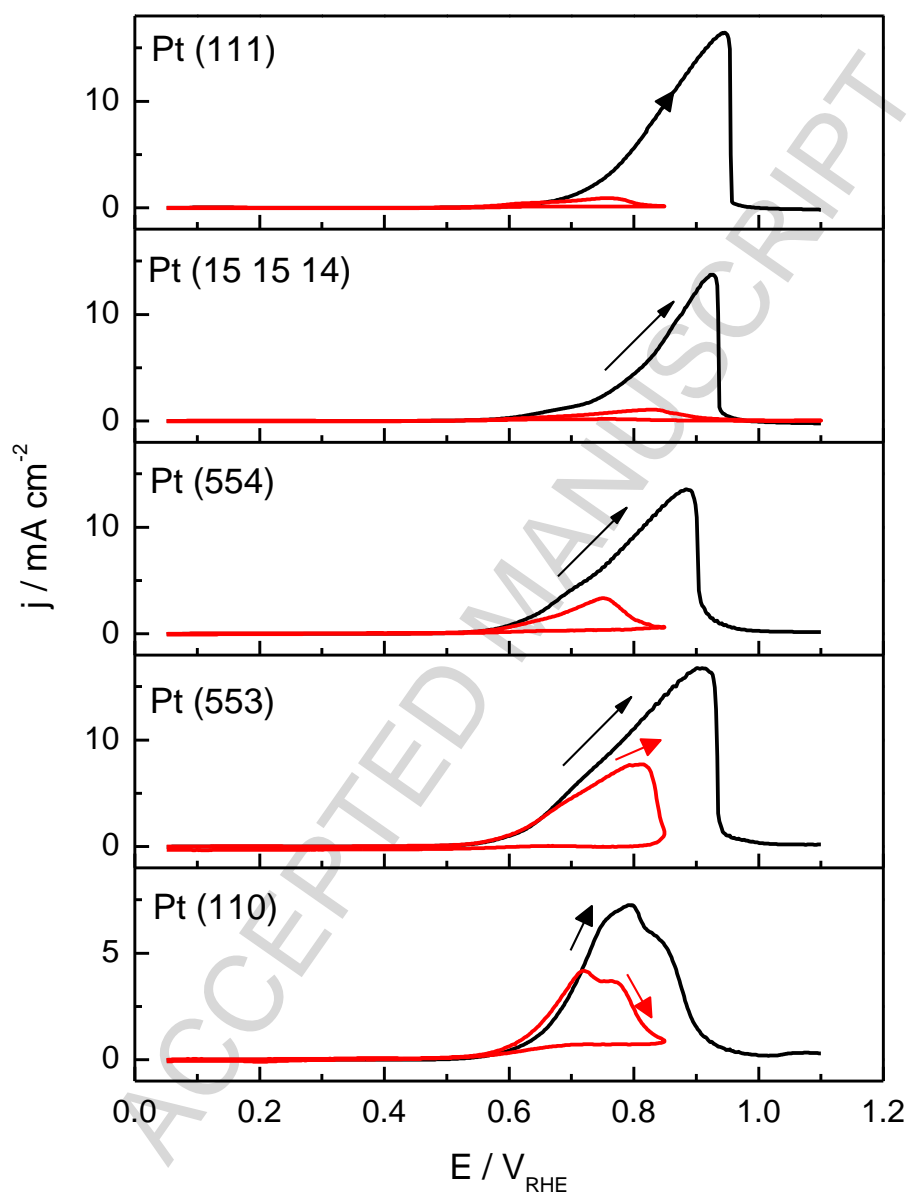 Pt (111)
10
0
Pt (15 15 14)
10
0
Pt (554)
10
0
Pt (553)
10
0
Pt (110)
5
0
0.0 0.2 0.4 0.6 0.8 1.0 1.2
E / V_RHE
j / mA cm⁻²
ACCEPTED MANUSCRIPT